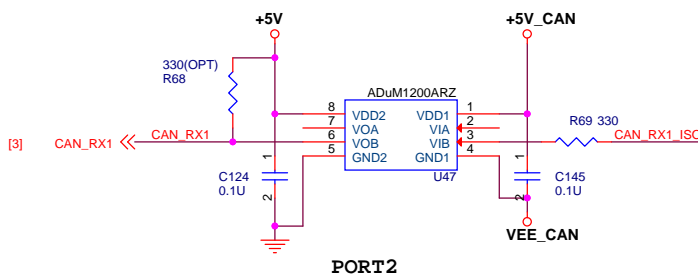 +5V
+5V_CAN
330(OPT)
R68
ADuM1200ARZ
8 VDD2 VDD1 1
7 VOA VIA 2
6 VOB VIB 3
5 GND2 GND1 4
U47
R69 330
CAN_RX1_ISO
[3] CAN_RX1 CAN_RX1
1
C124
0.1U
2
1
C145
0.1U
2
VEE_CAN
PORT2